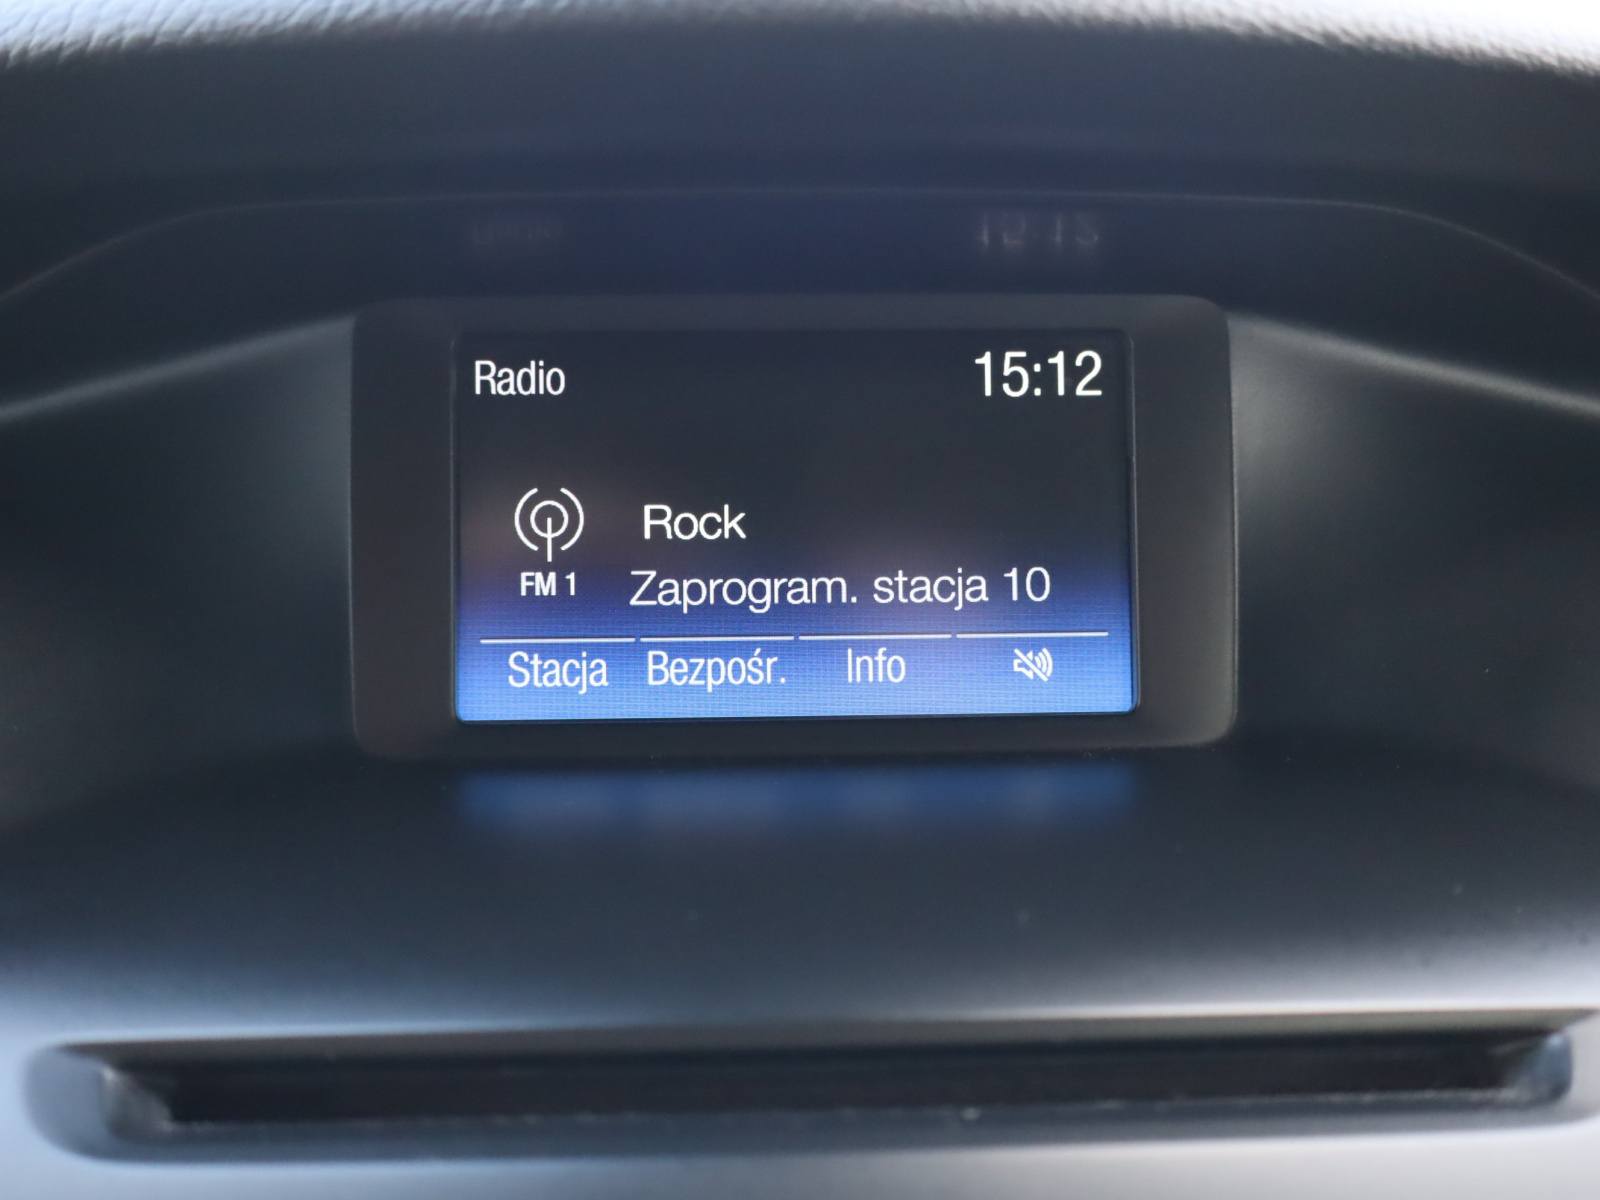 Radio 15:12
Rock
FM 1 Zaprogram. stacja 10
Stacja Bezpośr. Info